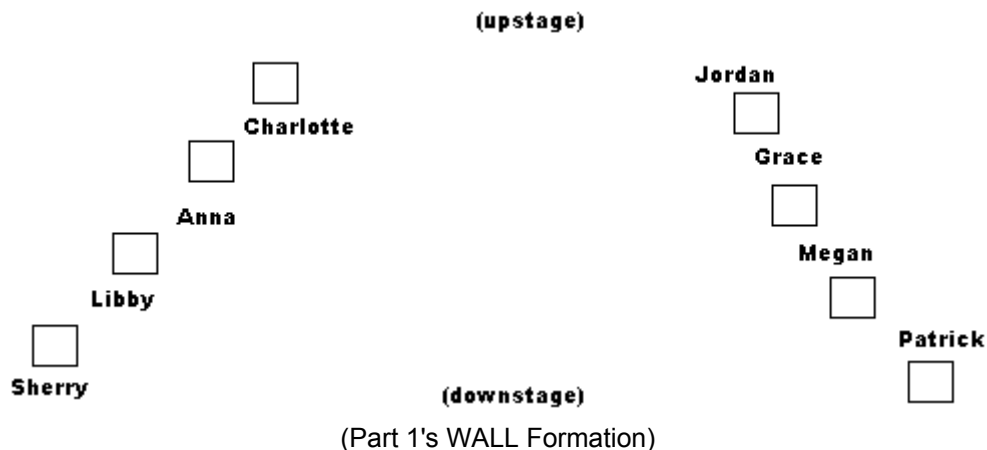 (upstage)
Jordan
Charlotte
Grace
Anna
Megan
Libby
Patrick
Sherry
(downstage)
(Part 1's WALL Formation)